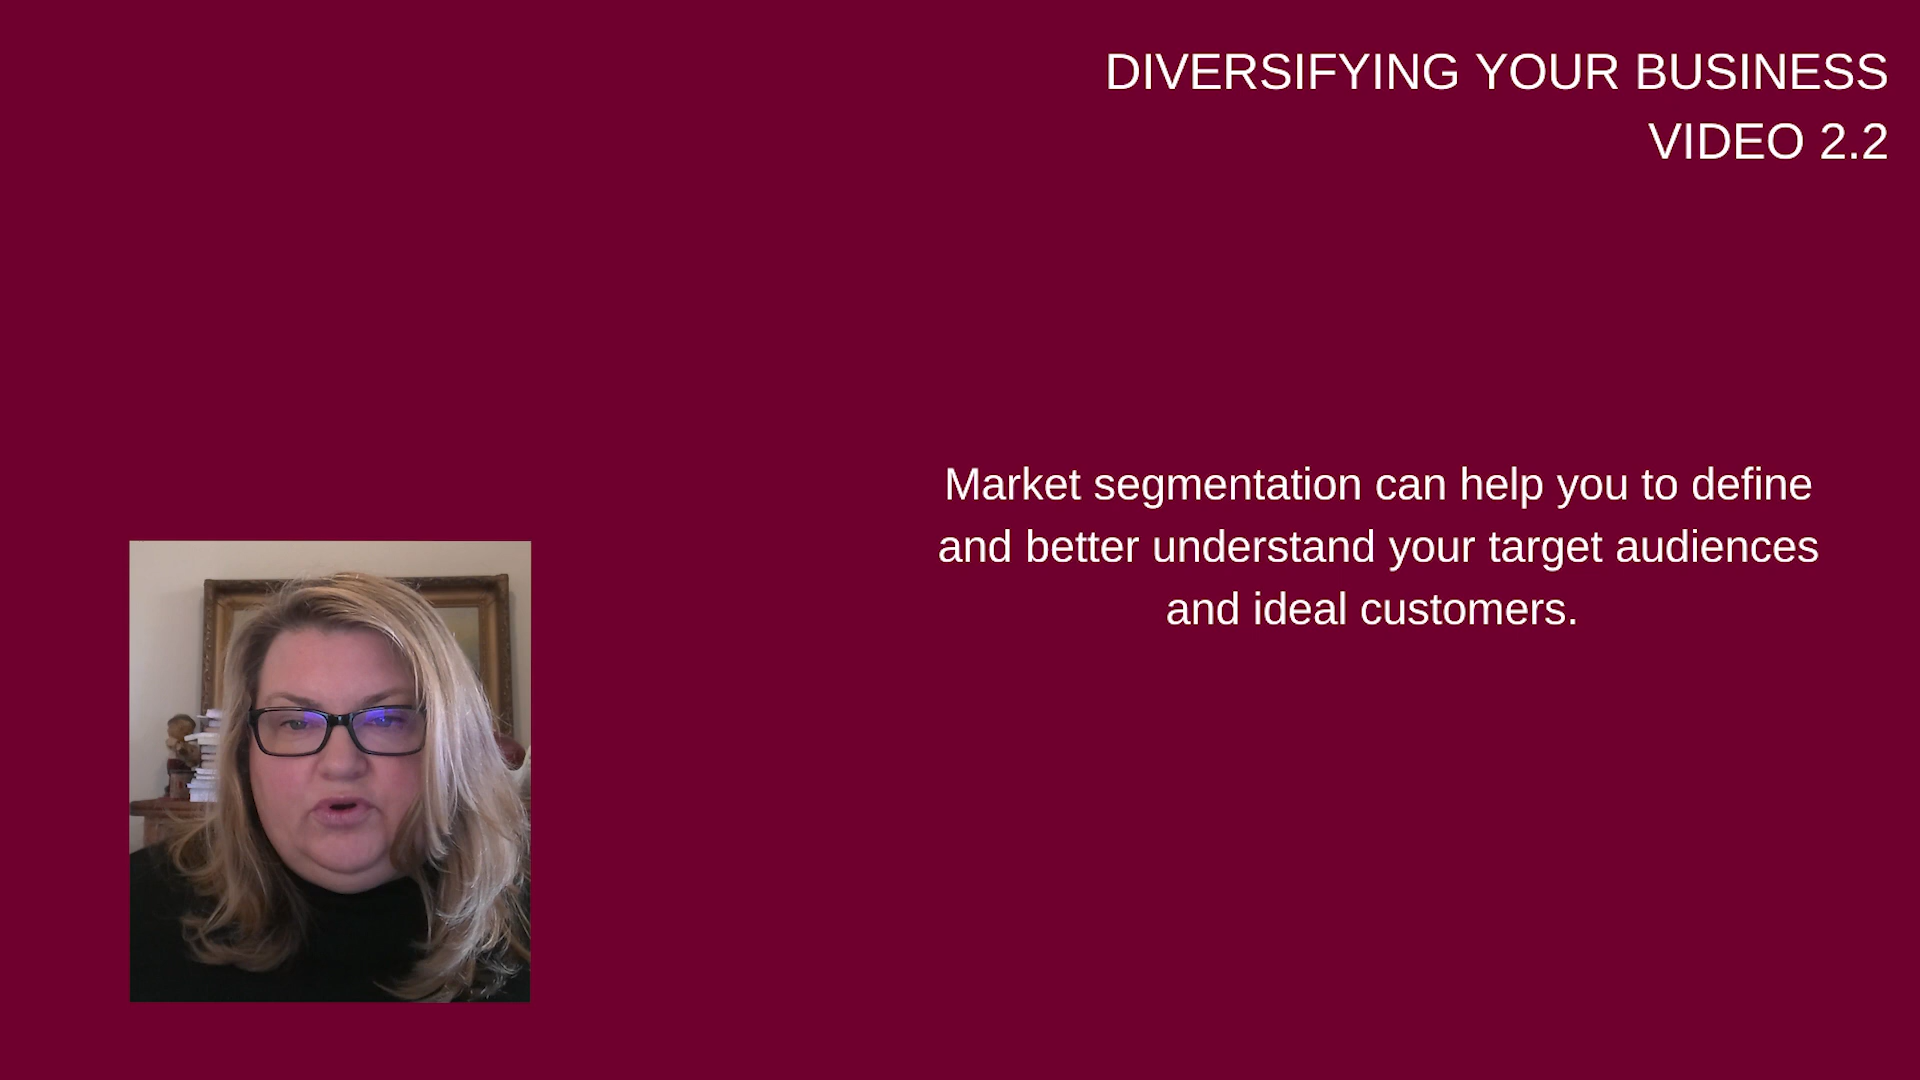 DIVERSIFYING YOUR BUSINESS
VIDEO 2.2
Market segmentation can help you to define
and better understand your target audiences
and ideal customers.